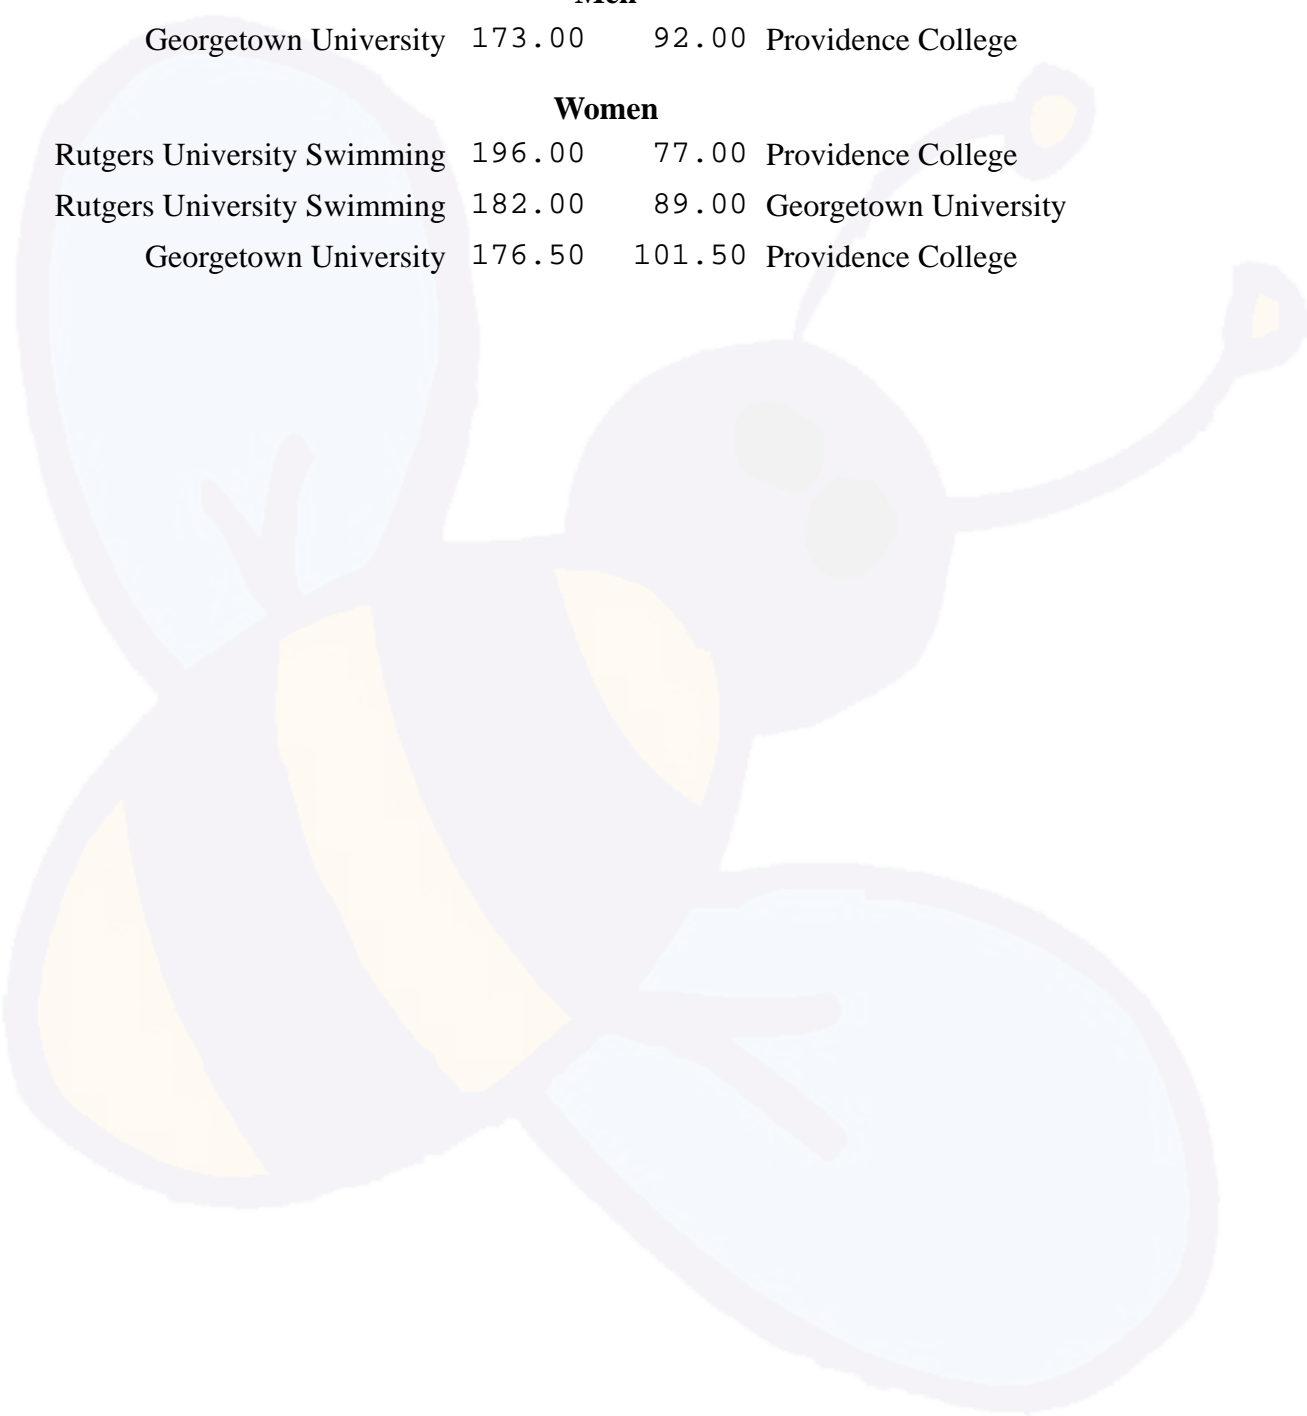 Men
Georgetown University 173.00 92.00 Providence College
Women
Rutgers University Swimming 196.00 77.00 Providence College
Rutgers University Swimming 182.00 89.00 Georgetown University
Georgetown University 176.50 101.50 Providence College